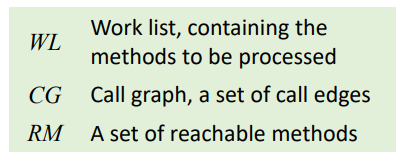 WL Work list, containing the
methods to be processed
CG Call graph, a set of call edges
RM A set of reachable methods